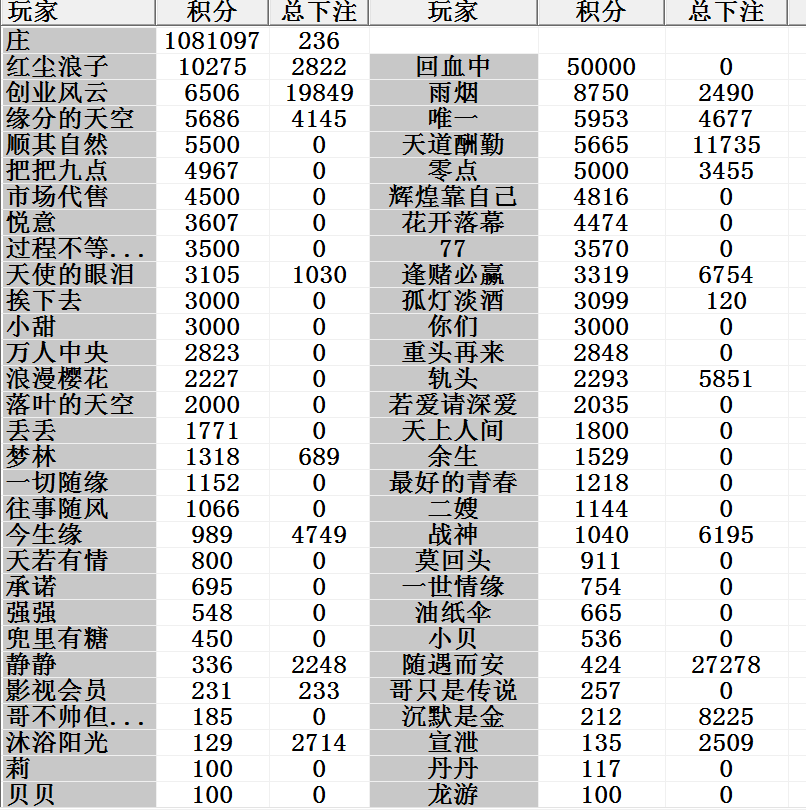 玩家 积分 总下注 玩家 积分 总下注
庄 1081097 236
红尘浪子 10275 2822 回血中 50000 0
创业风云 6506 19849 雨烟 8750 2490
缘分的天空 5686 4145 唯一 5953 4677
顺其自然 5500 0 天道酬勤 5665 11735
把把九点 4967 0 零点 5000 3455
市场代售 4500 0 辉煌靠自己 4816 0
悦意 3607 0 花开落幕 4474 0
过程不等... 3500 0 77 3570 0
天使的眼泪 3105 1030 逢赌必赢 3319 6754
挨下去 3000 0 孤灯淡酒 3099 120
小甜 3000 0 你们 3000 0
万人中央 2823 0 重头再来 2848 0
浪漫樱花 2227 0 轨头 2293 5851
落叶的天空 2000 0 若爱请深爱 2035 0
丢丢 1771 0 天上人间 1800 0
梦林 1318 689 余生 1529 0
一切随缘 1152 0 最好的青春 1218 0
往事随风 1066 0 二嫂 1144 0
今生缘 989 4749 战神 1040 6195
天若有情 800 0 莫回头 911 0
承诺 695 0 一世情缘 754 0
强强 548 0 油纸伞 665 0
兜里有糖 450 0 小贝 536 0
静静 336 2248 随遇而安 424 27278
影视会员 231 233 哥只是传说 257 0
哥不帅但... 185 0 沉默是金 212 8225
沐浴阳光 129 2714 宣泄 135 2509
莉 100 0 丹丹 117 0
贝贝 100 0 龙游 100 0